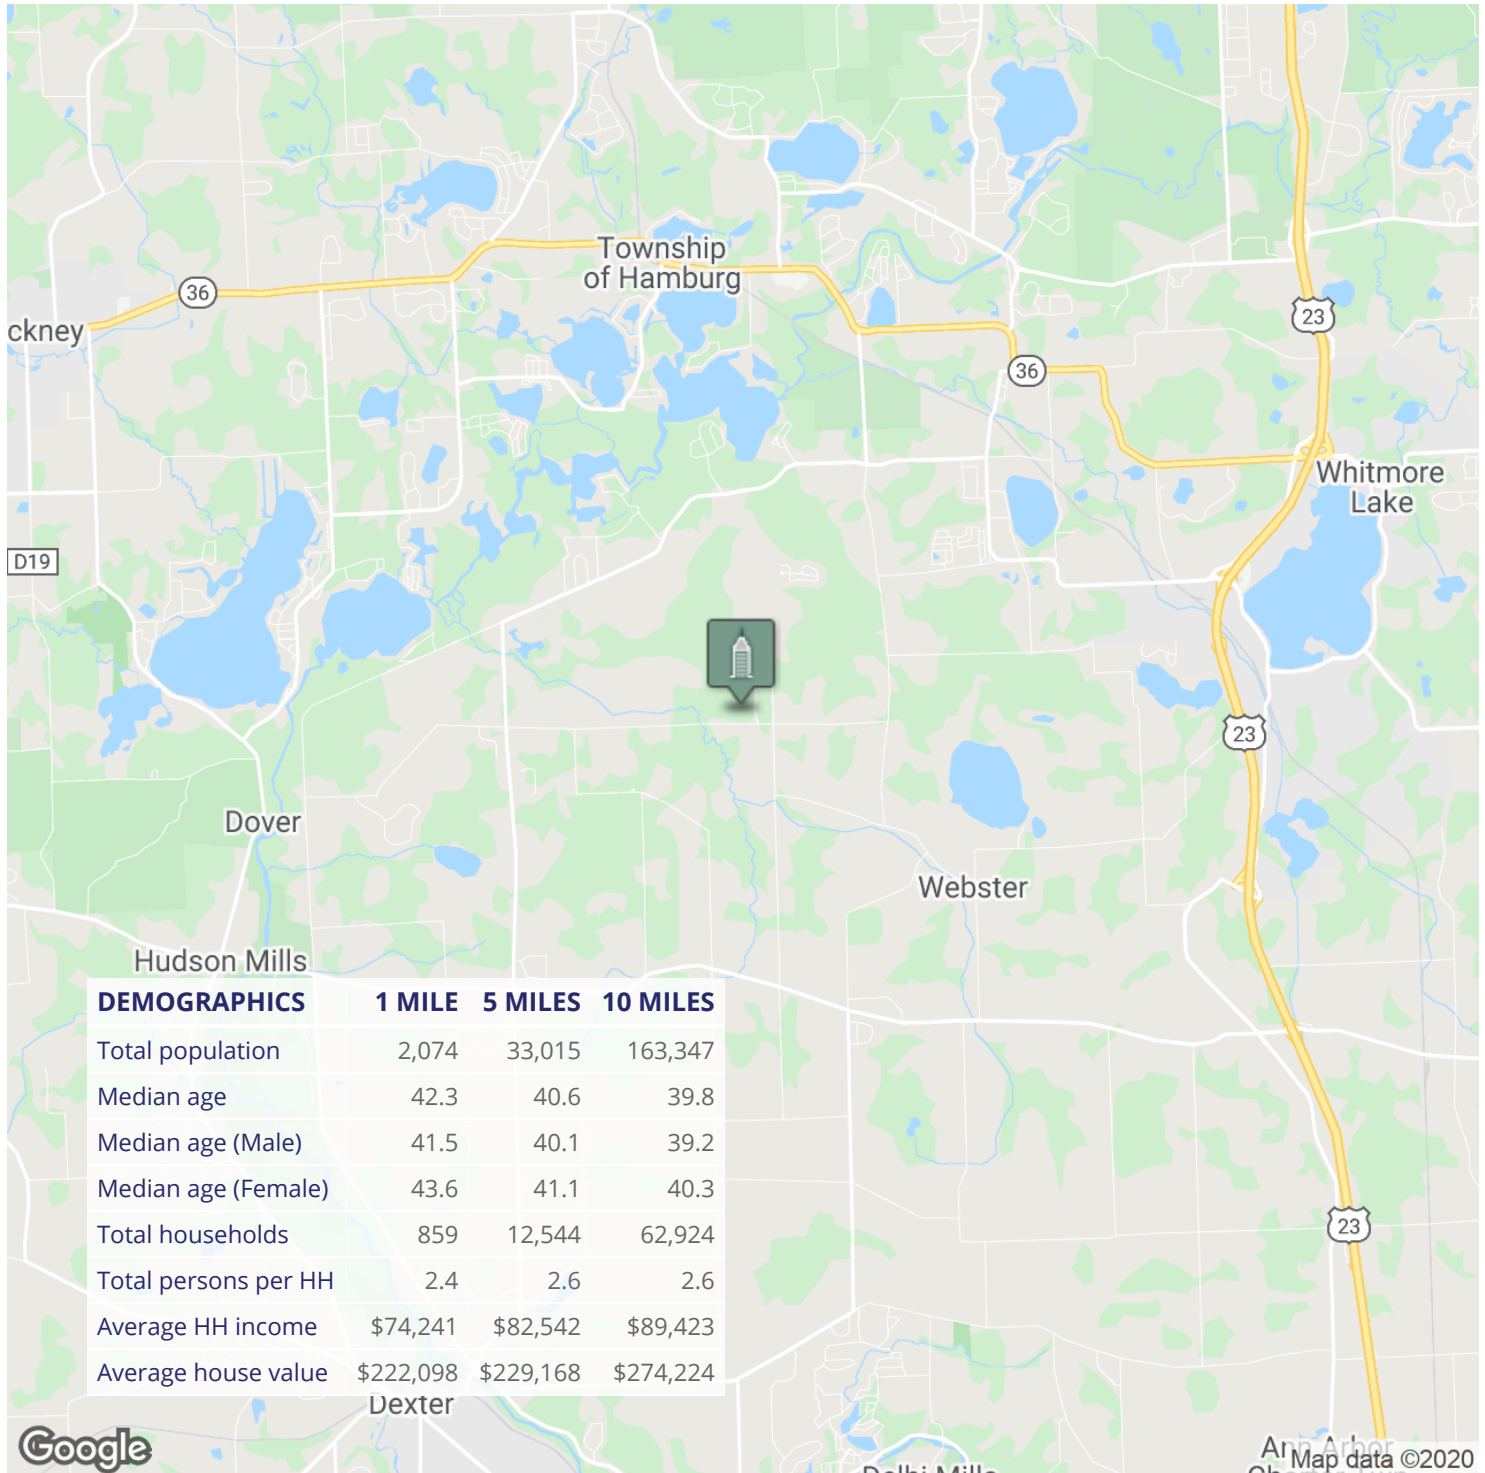 Township
of Hamburg
36
ckney
23
36
Whitmore
Lake
D19
23
Dover
Webster
Hudson Mills
DEMOGRAPHICS 1 MILE 5 MILES 10 MILES
Total population 2,074 33,015 163,347
Median age 42.3 40.6 39.8
Median age (Male) 41.5 40.1 39.2
Median age (Female) 43.6 41.1 40.3
Total households 859 12,544 62,924
23
Total persons per HH 2.4 2.6 2.6
Average HH income $74,241 $82,542 $89,423
Average house value $222,098 $229,168 $274,224
Dexter
Google
Ann Arbor
Map data ©2020
Delhi Mills